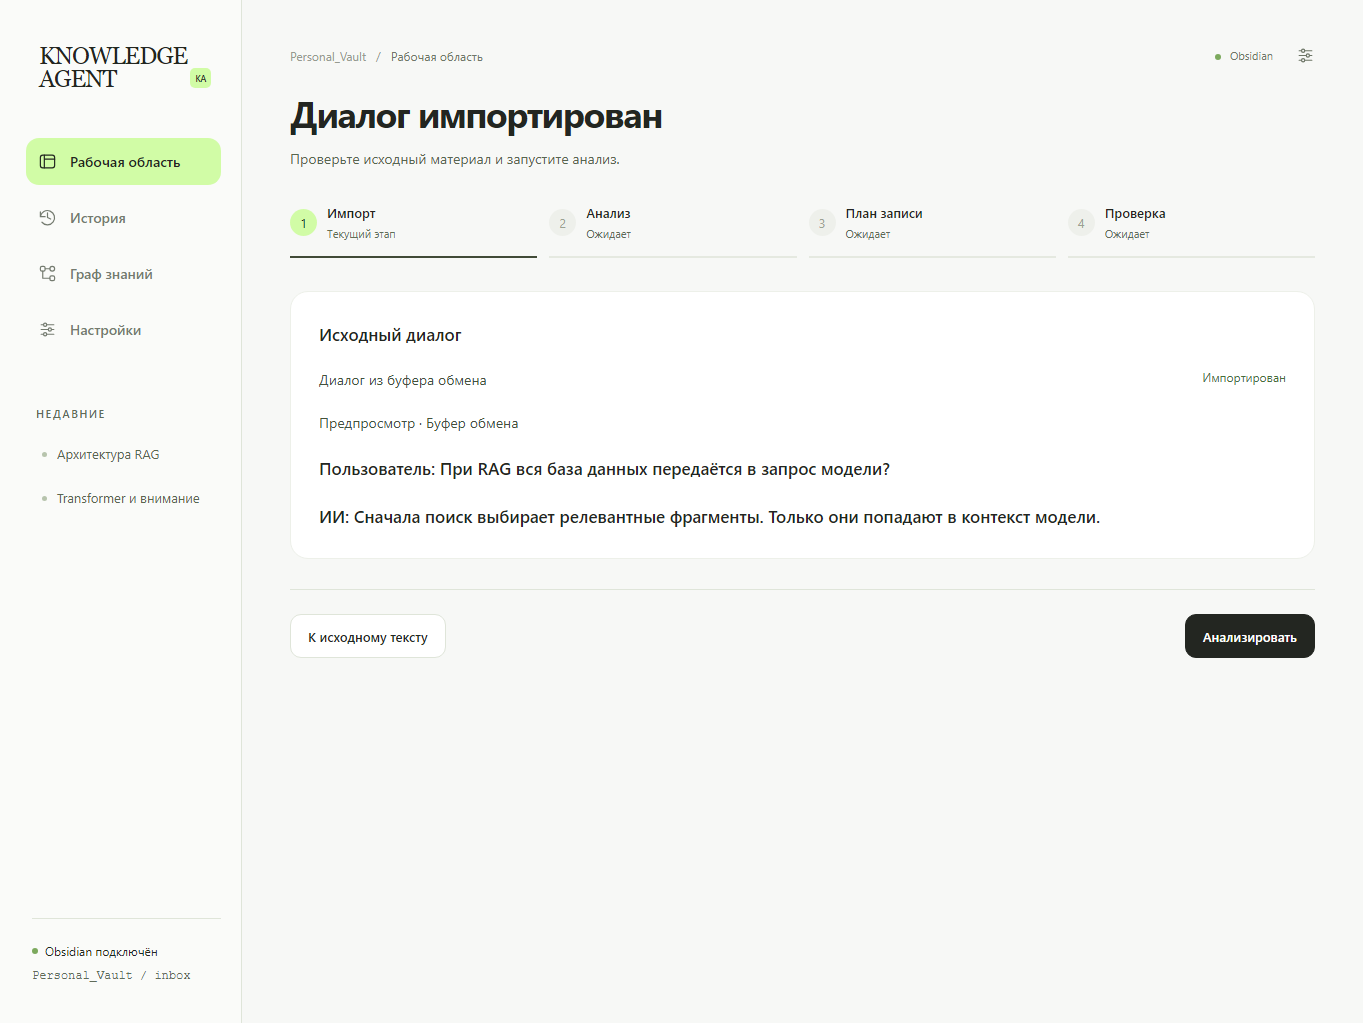 KNOWLEDGE
AGENT
KA
Рабочая область
История
Граф знаний
Настройки
НЕДАВНИЕ
Архитектура RAG
Transformer и внимание
Obsidian подключён
Personal_Vault / inbox
Personal_Vault / Рабочая область
Obsidian
Диалог импортирован
Проверьте исходный материал и запустите анализ.
1
Импорт
Текущий этап
2
Анализ
Ожидает
3
План записи
Ожидает
4
Проверка
Ожидает
Исходный диалог
Диалог из буфера обмена
Импортирован
Предпросмотр · Буфер обмена
Пользователь: При RAG вся база данных передаётся в запрос модели?
ИИ: Сначала поиск выбирает релевантные фрагменты. Только они попадают в контекст модели.
К исходному тексту
Анализировать